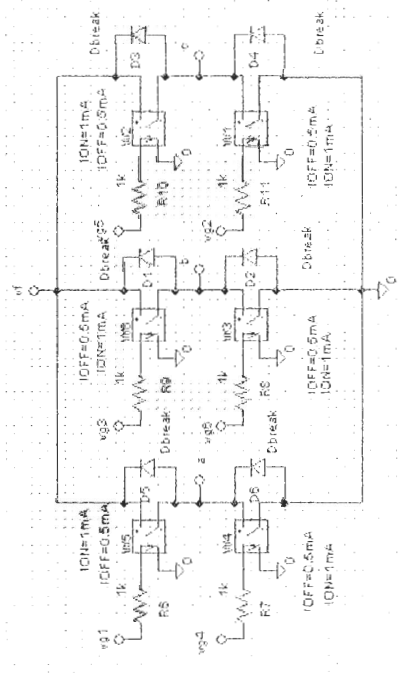 ION=1mA
IOFF=0.5mA
vg1
1k
R6
W5
0
D5
Dbreak
a
vg4
1k
R7
W4
0
D6
Dbreak
IOFF=0.5mA
ION=1mA
IOFF=0.5mA
ION=1mA
vg3
1k
R9
W6
0
D1
Dbreak
b
vg6
1k
R8
W3
0
D2
Dbreak
IOFF=0.5mA
ION=1mA
ION=1mA
IOFF=0.5mA
vg5
1k
R10
W2
0
D3
Dbreak
c
vg2
1k
R11
W1
0
D4
Dbreak
IOFF=0.5mA
ION=1mA
0